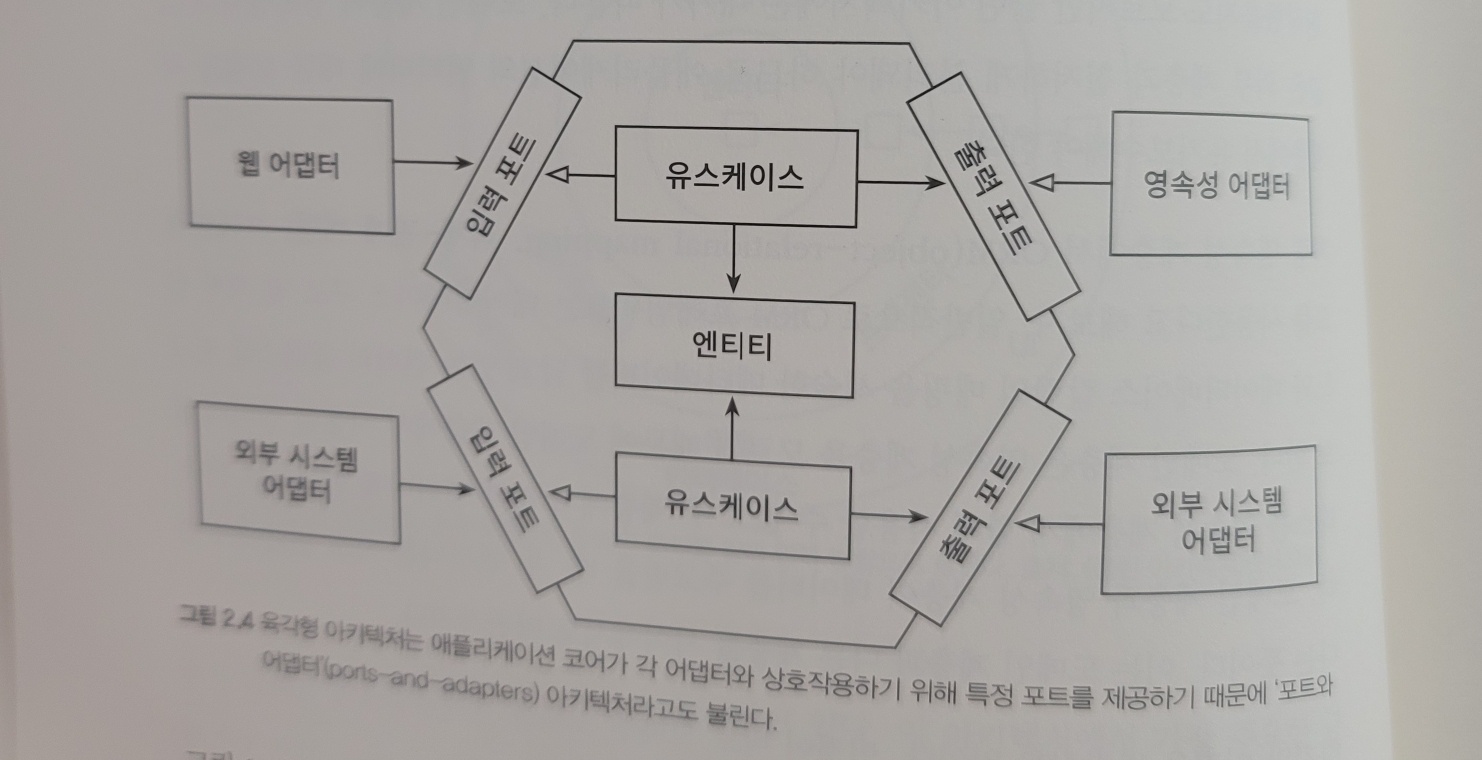 웹 어댑터
입력 포트
유스케이스
출력 포트
영속성 어댑터
엔티티
외부 시스템
어댑터
입력 포트
유스케이스
출력 포트
외부 시스템
어댑터
그림 2.4 육각형 아키텍처는 애플리케이션 코어가 각 어댑터와 상호작용하기 위해 특정 포트를 제공하기 때문에 '포트와
어댑터'(ports-and-adapters) 아키텍처라고도 불린다.